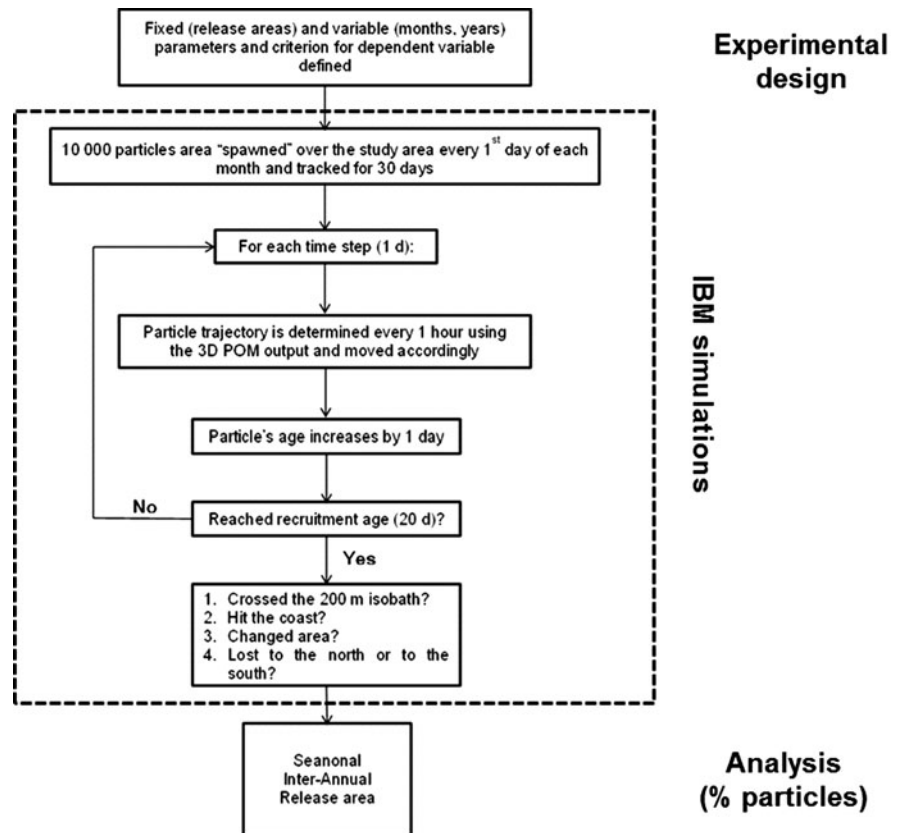 Fixed (release areas) and variable (months, years)
parameters and criterion for dependent variable
defined
Experimental
design
10 000 particles area "spawned" over the study area every 1st day of each
month and tracked for 30 days
For each time step (1 d):
Particle trajectory is determined every 1 hour using
the 3D POM output and moved accordingly
Particle's age increases by 1 day
No
Reached recruitment age (20 d)?
Yes
1. Crossed the 200 m isobath?
2. Hit the coast?
3. Changed area?
4. Lost to the north or to the
south?
IBM simulations
Seanonal
Inter-Annual
Release area
Analysis
(% particles)